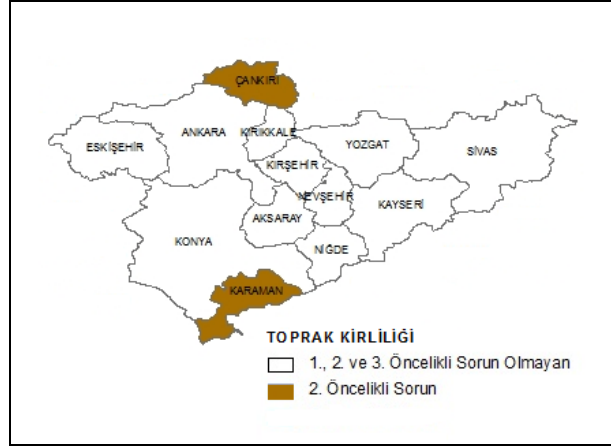 ÇANKIRI
ANKARA
KIRIKKALE
YOZGAT
ESKİŞEHİR
SİVAS
KIRŞEHİR
NEVŞEHİR
KAYSERİ
AKSARAY
KONYA
NİĞDE
KARAMAN
TOPRAK KİRLİLİĞİ
1., 2. ve 3. Öncelikli Sorun Olmayan
2. Öncelikli Sorun